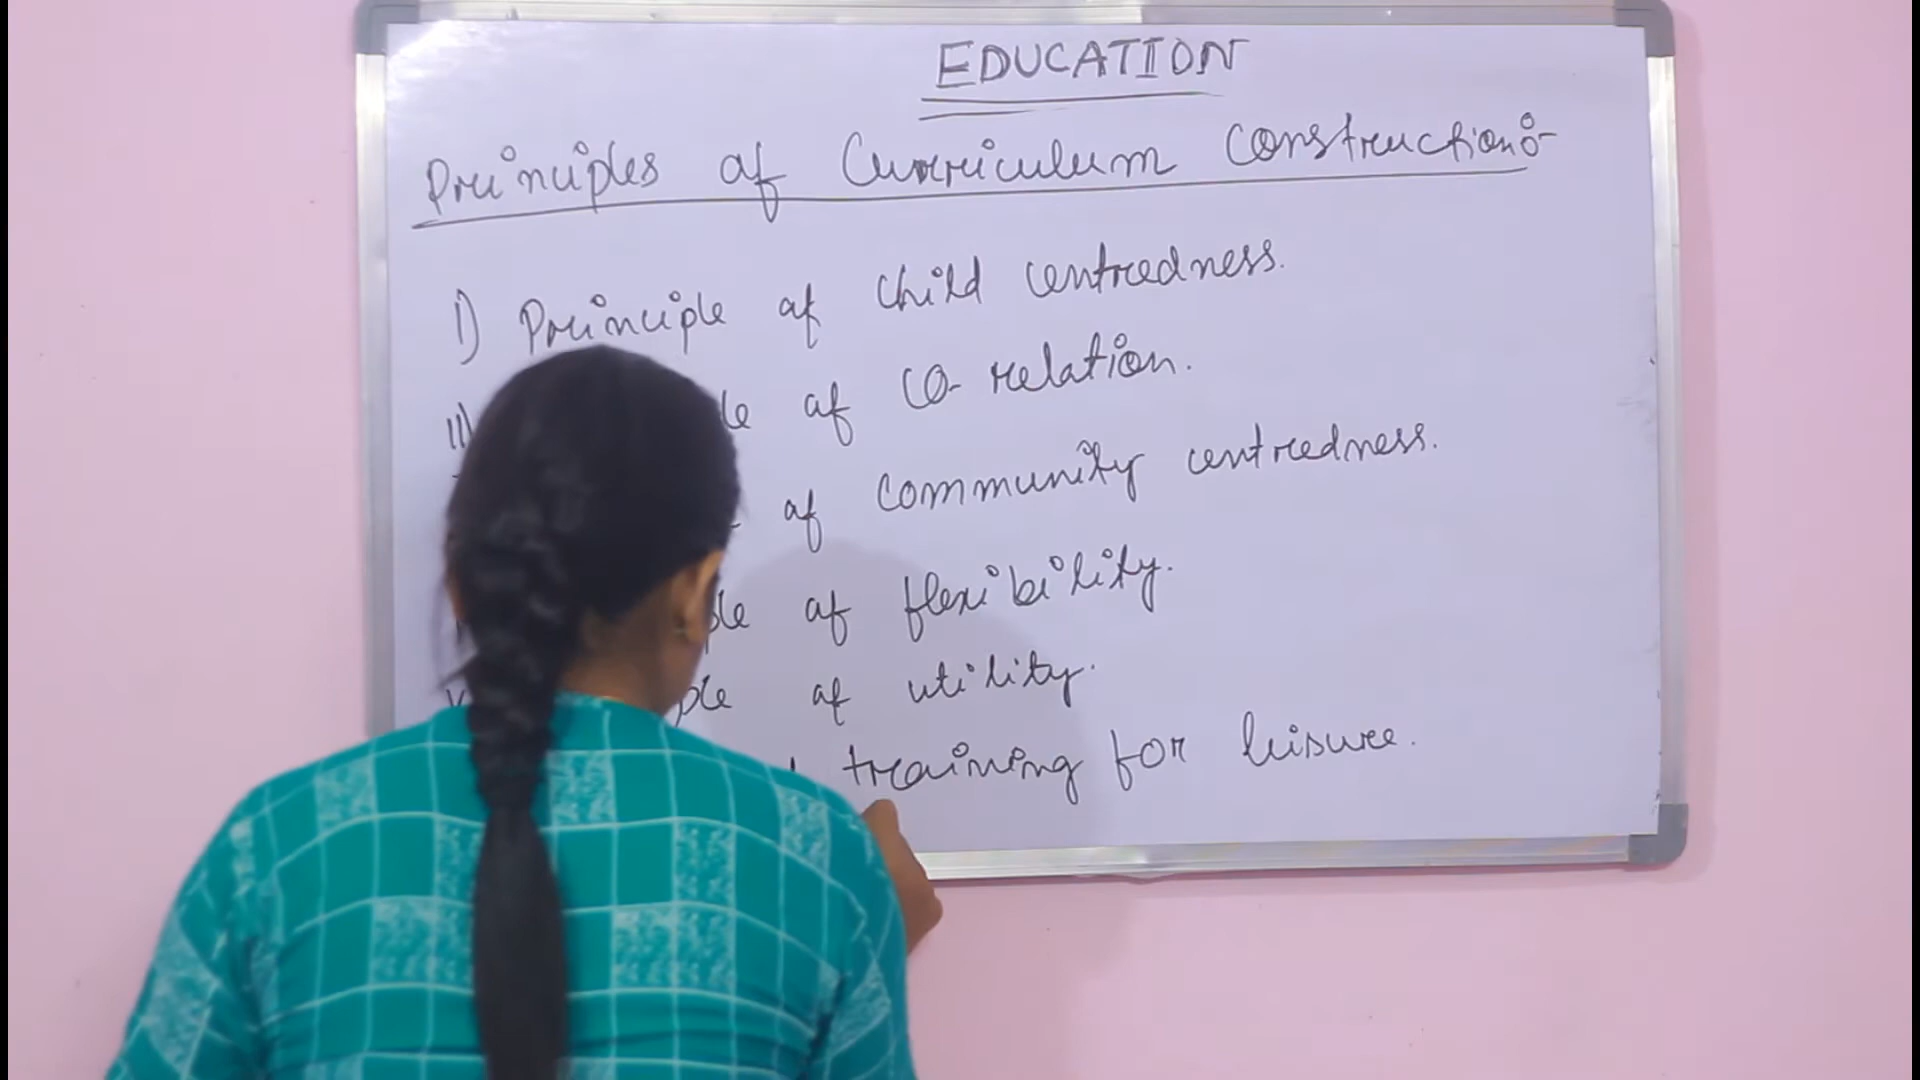 EDUCATION
Principles of Curriculum Construction:-
I) Principle of child centredness.
II) of co-relation.
of community centredness.
of flexibility.
of utility.
training for leisure.